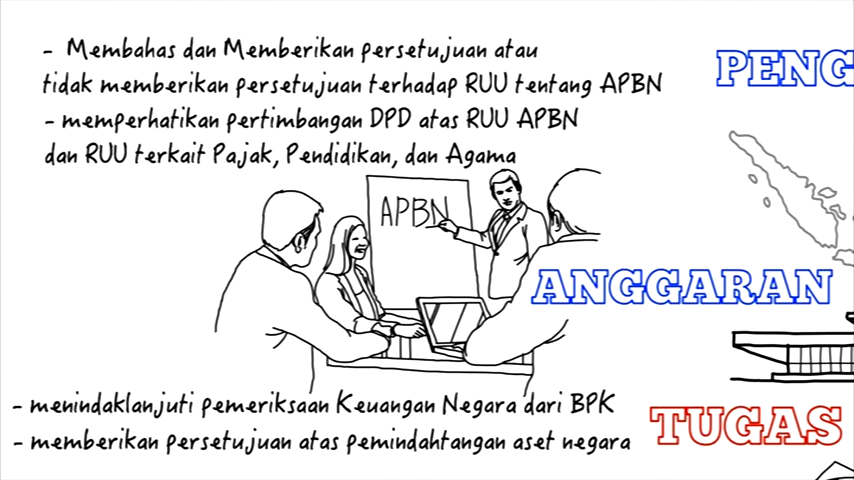 - Membahas dan Memberikan persetujuan atau
tidak memberikan persetujuan terhadap RUU tentang APBN
- memperhatikan pertimbangan DPD atas RUU APBN
dan RUU terkait Pajak, Pendidikan, dan Agama
PENG
APBN
ANGGARAN
- menindaklanjuti pemeriksaan Keuangan Negara dari BPK
- memberikan persetujuan atas pemindahtangan aset negara
TUGAS